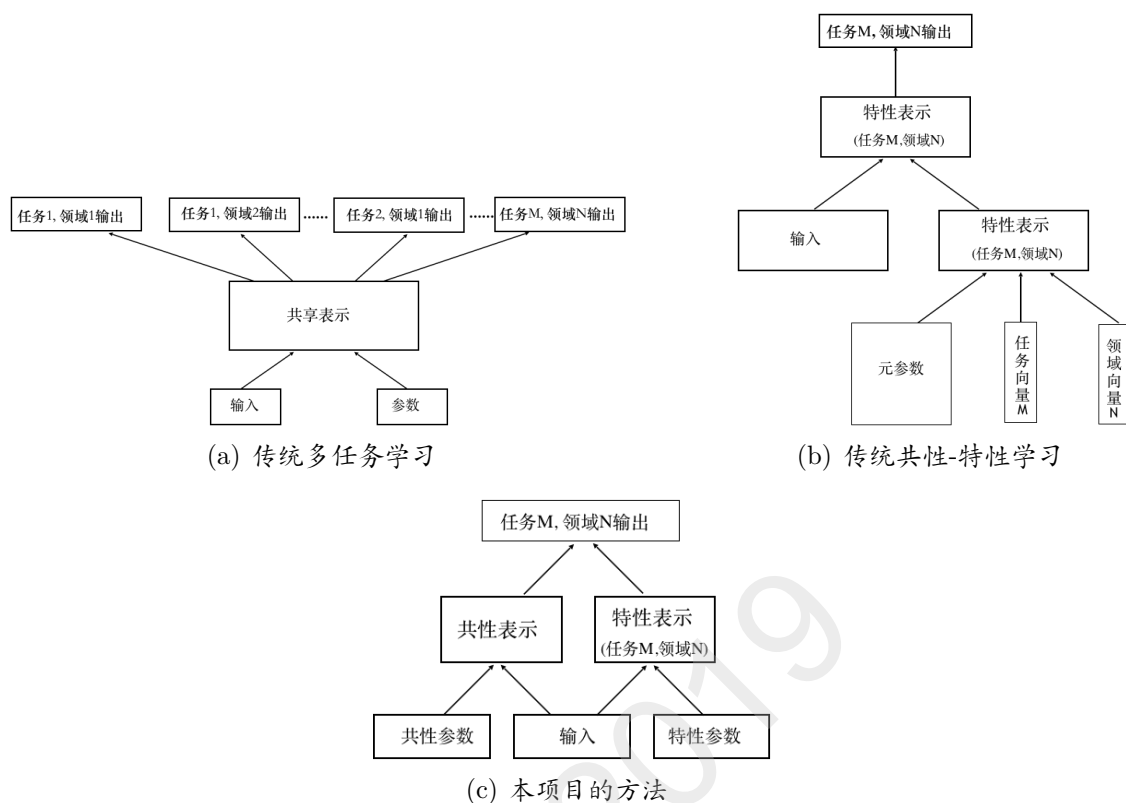 任务1, 领域1输出
任务1, 领域2输出
......
任务2, 领域1输出
......
任务M, 领域N输出
共享表示
输入
参数
(a) 传统多任务学习
任务M, 领域N输出
特性表示
(任务M,领域N)
输入
特性表示
(任务M,领域N)
元参数
任务向量M
领域向量N
(b) 传统共性-特性学习
任务M, 领域N输出
共性表示
特性表示
(任务M,领域N)
共性参数
输入
特性参数
(c) 本项目的方法
2019